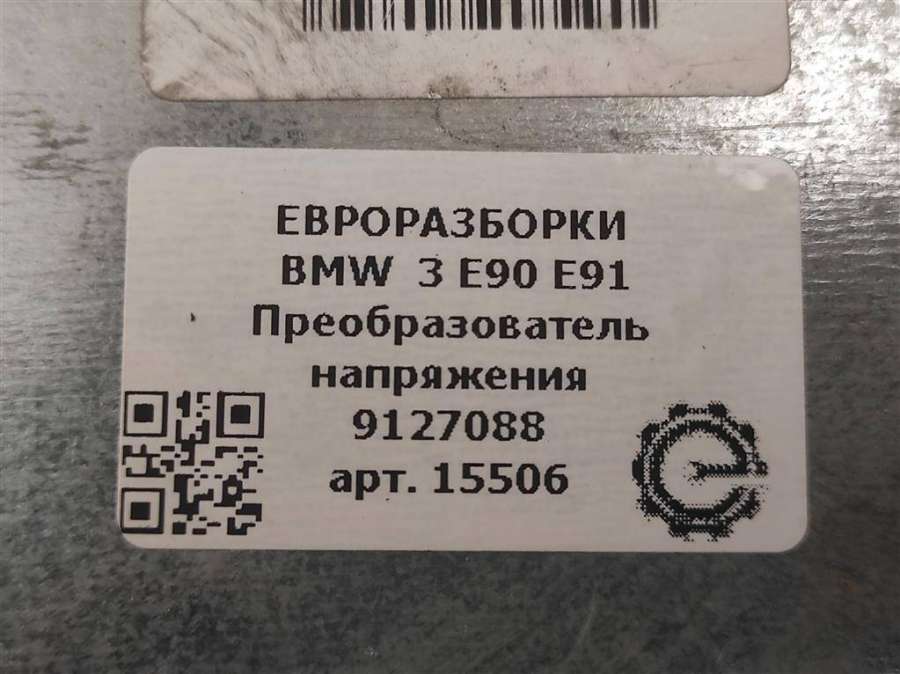 ЕВРОРАЗБОРКИ
BMW 3 E90 E91
Преобразователь
напряжения
9127088
арт. 15506